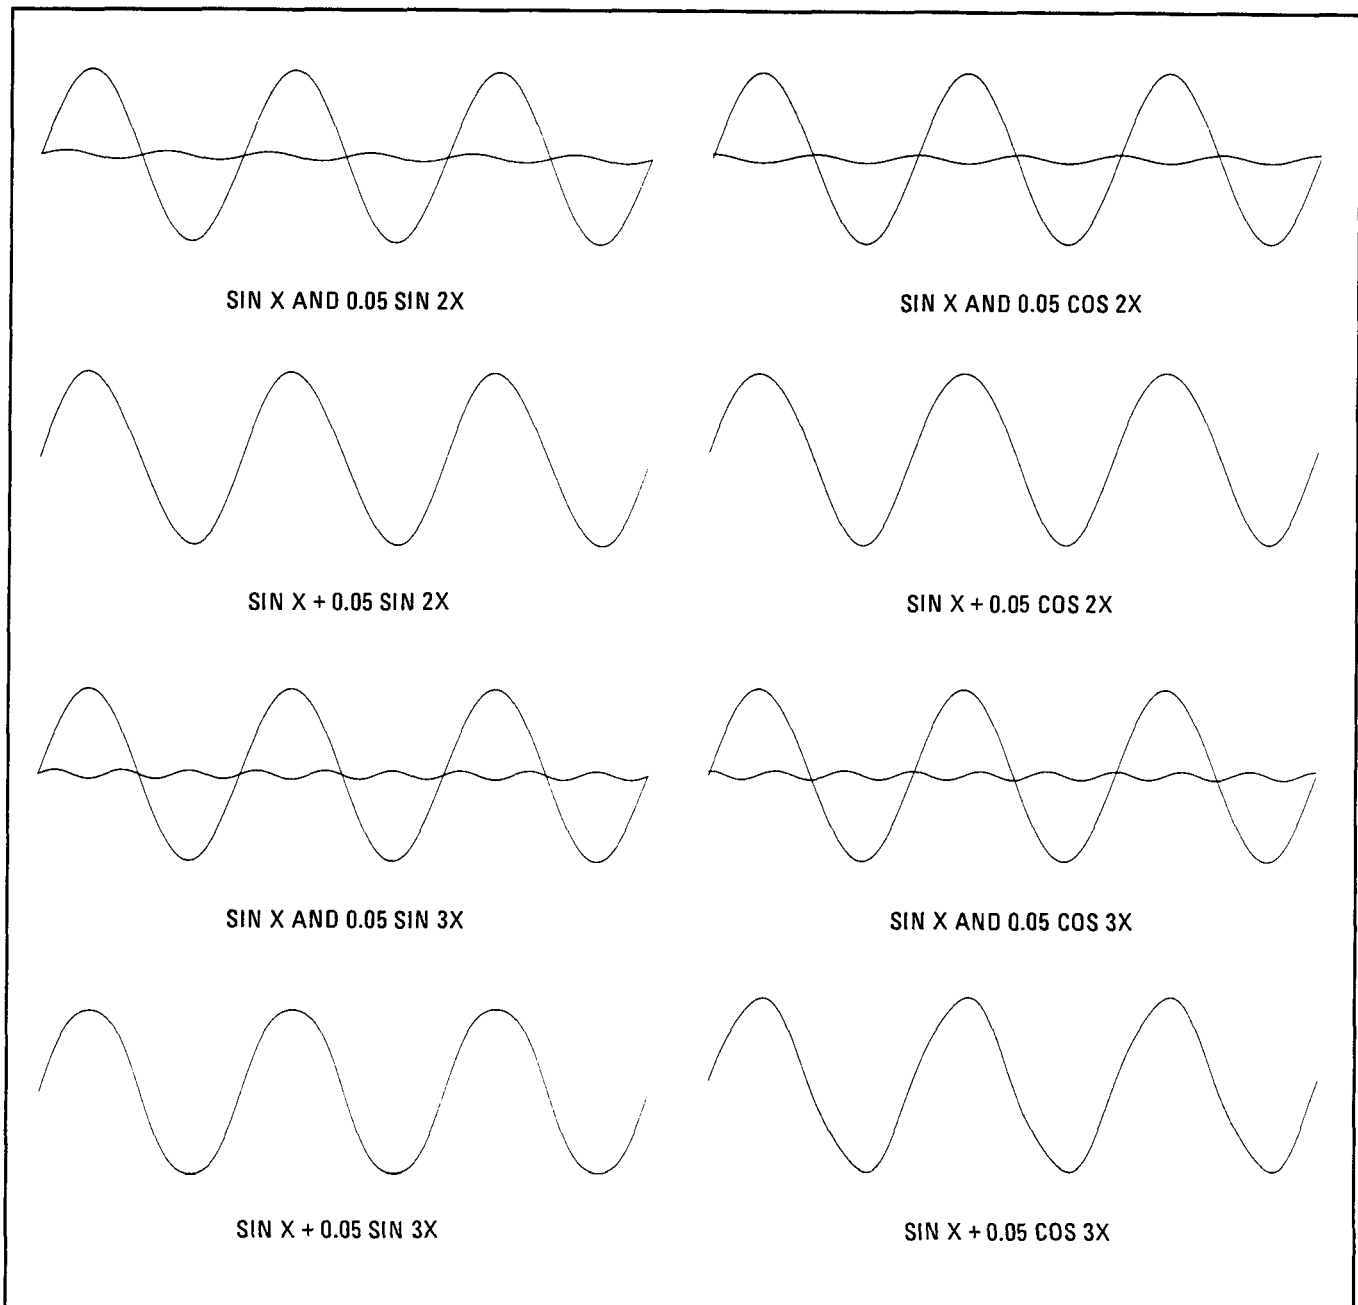 SIN X AND 0.05 SIN 2X
SIN X AND 0.05 COS 2X
SIN X + 0.05 SIN 2X
SIN X + 0.05 COS 2X
SIN X AND 0.05 SIN 3X
SIN X AND 0.05 COS 3X
SIN X + 0.05 SIN 3X
SIN X + 0.05 COS 3X